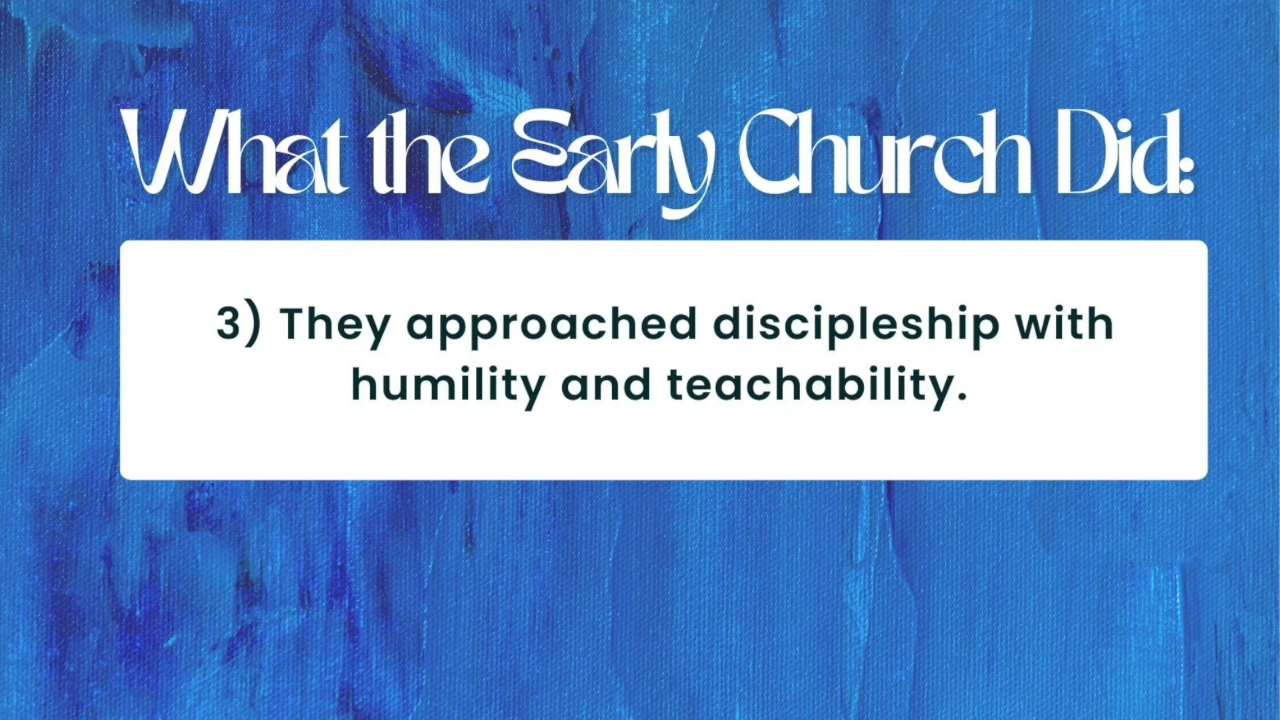 What the Early Church Did:
3) They approached discipleship with
humility and teachability.